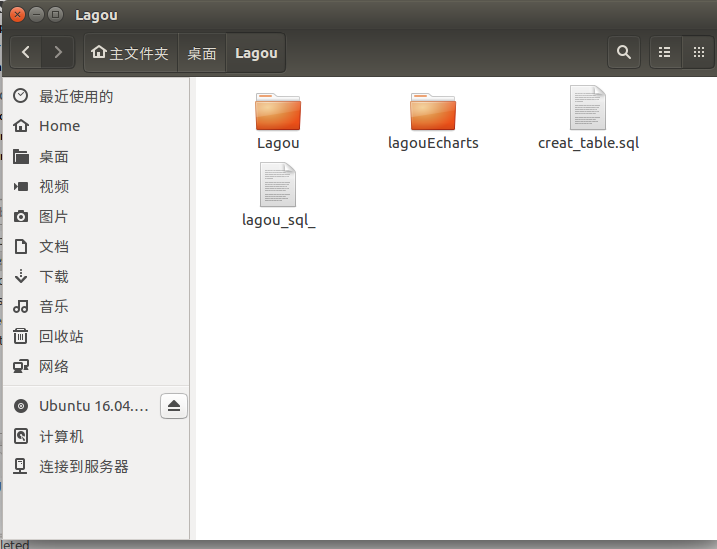 Lagou
主文件夹 桌面 Lagou
最近使用的
Home
桌面
视频
图片
文档
下载
音乐
回收站
网络
Ubuntu 16.04....
计算机
连接到服务器
Lagou
lagouEcharts
creat_table.sql
lagou_sql_
leted